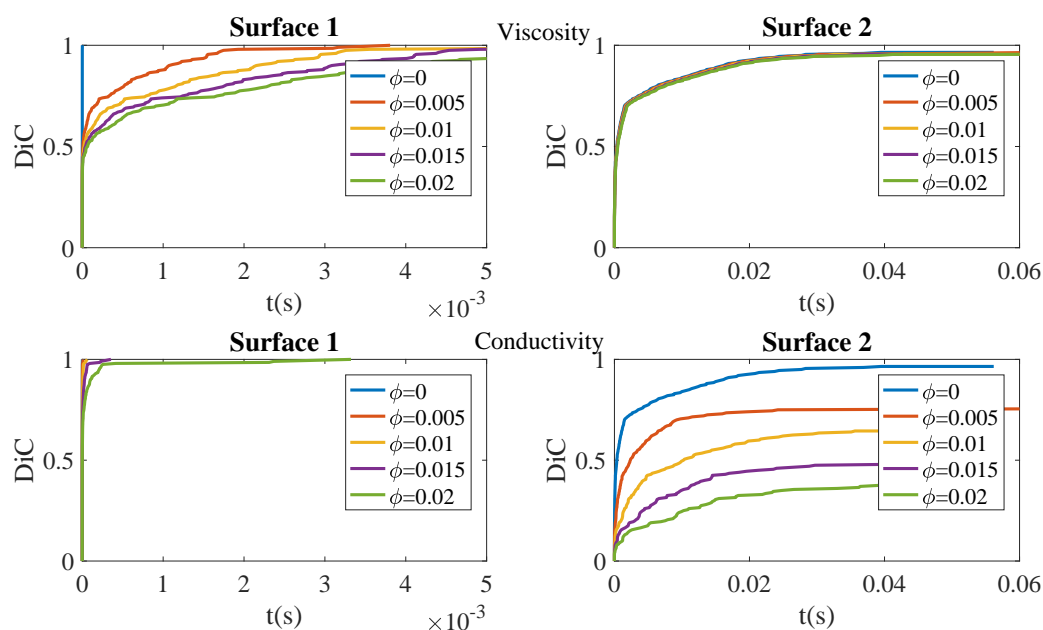 Viscosity
Surface 1
DiC
1
0.5
0
0
1
2
3
4
5
t(s)
×10⁻³
ϕ=0
ϕ=0.005
ϕ=0.01
ϕ=0.015
ϕ=0.02
Surface 2
DiC
1
0.5
0
0
0.02
0.04
0.06
t(s)
ϕ=0
ϕ=0.005
ϕ=0.01
ϕ=0.015
ϕ=0.02
Conductivity
Surface 1
DiC
1
0.5
0
0
1
2
3
4
5
t(s)
×10⁻³
ϕ=0
ϕ=0.005
ϕ=0.01
ϕ=0.015
ϕ=0.02
Surface 2
DiC
1
0.5
0
0
0.02
0.04
0.06
t(s)
ϕ=0
ϕ=0.005
ϕ=0.01
ϕ=0.015
ϕ=0.02